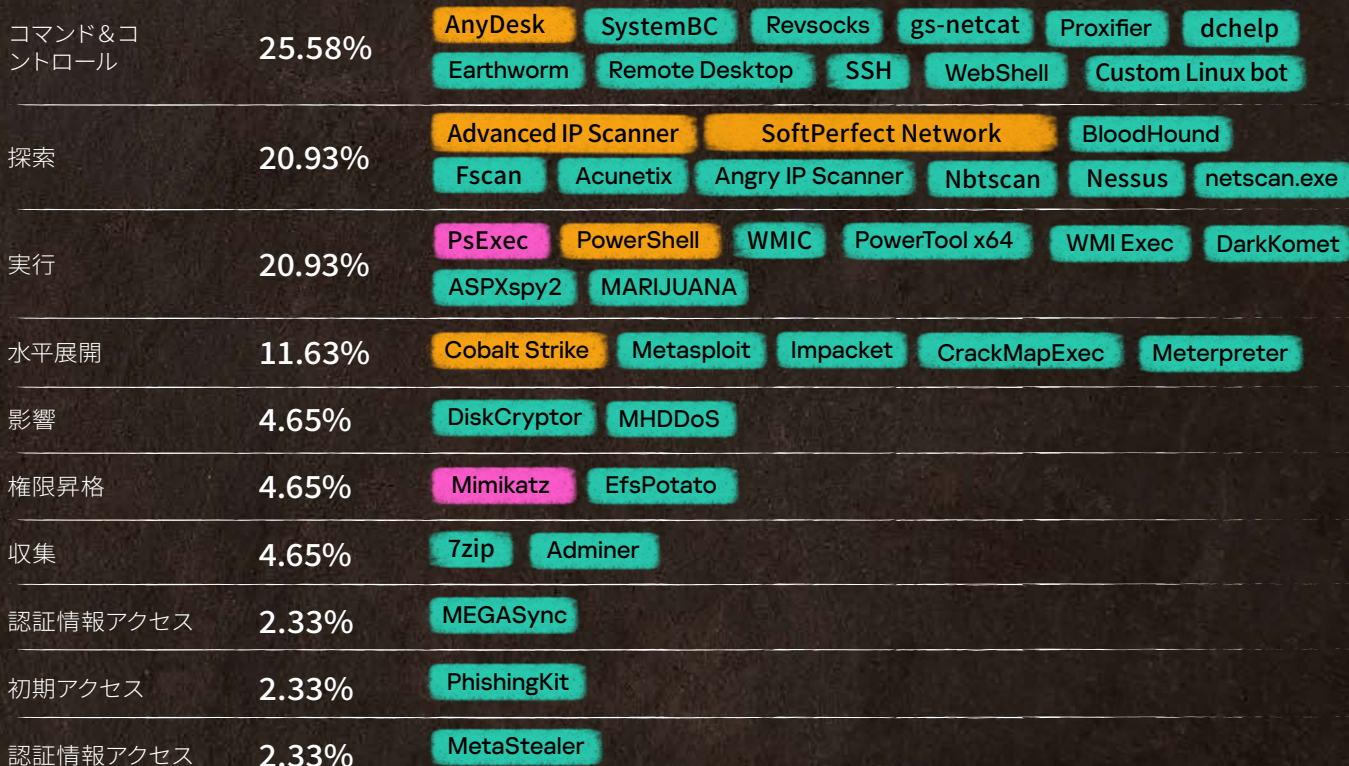 コマンド＆コ
ントロール
25.58%
AnyDesk SystemBC Revsocks gs-netcat Proxifier dchelp
Earthworm Remote Desktop SSH WebShell Custom Linux bot
探索
20.93%
Advanced IP Scanner SoftPerfect Network BloodHound
Fscan Acunetix Angry IP Scanner Nbtscan Nessus netscan.exe
実行
20.93%
PsExec PowerShell WMIC PowerTool x64 WMI Exec DarkKomet
ASPXspy2 MARIJUANA
水平展開
11.63%
Cobalt Strike Metasploit Impacket CrackMapExec Meterpreter
影響
4.65%
DiskCryptor MHDDoS
権限昇格
4.65%
Mimikatz EfsPotato
収集
4.65%
7zip Adminer
認証情報アクセス
2.33%
MEGASync
初期アクセス
2.33%
PhishingKit
認証情報アクセス
2.33%
MetaStealer